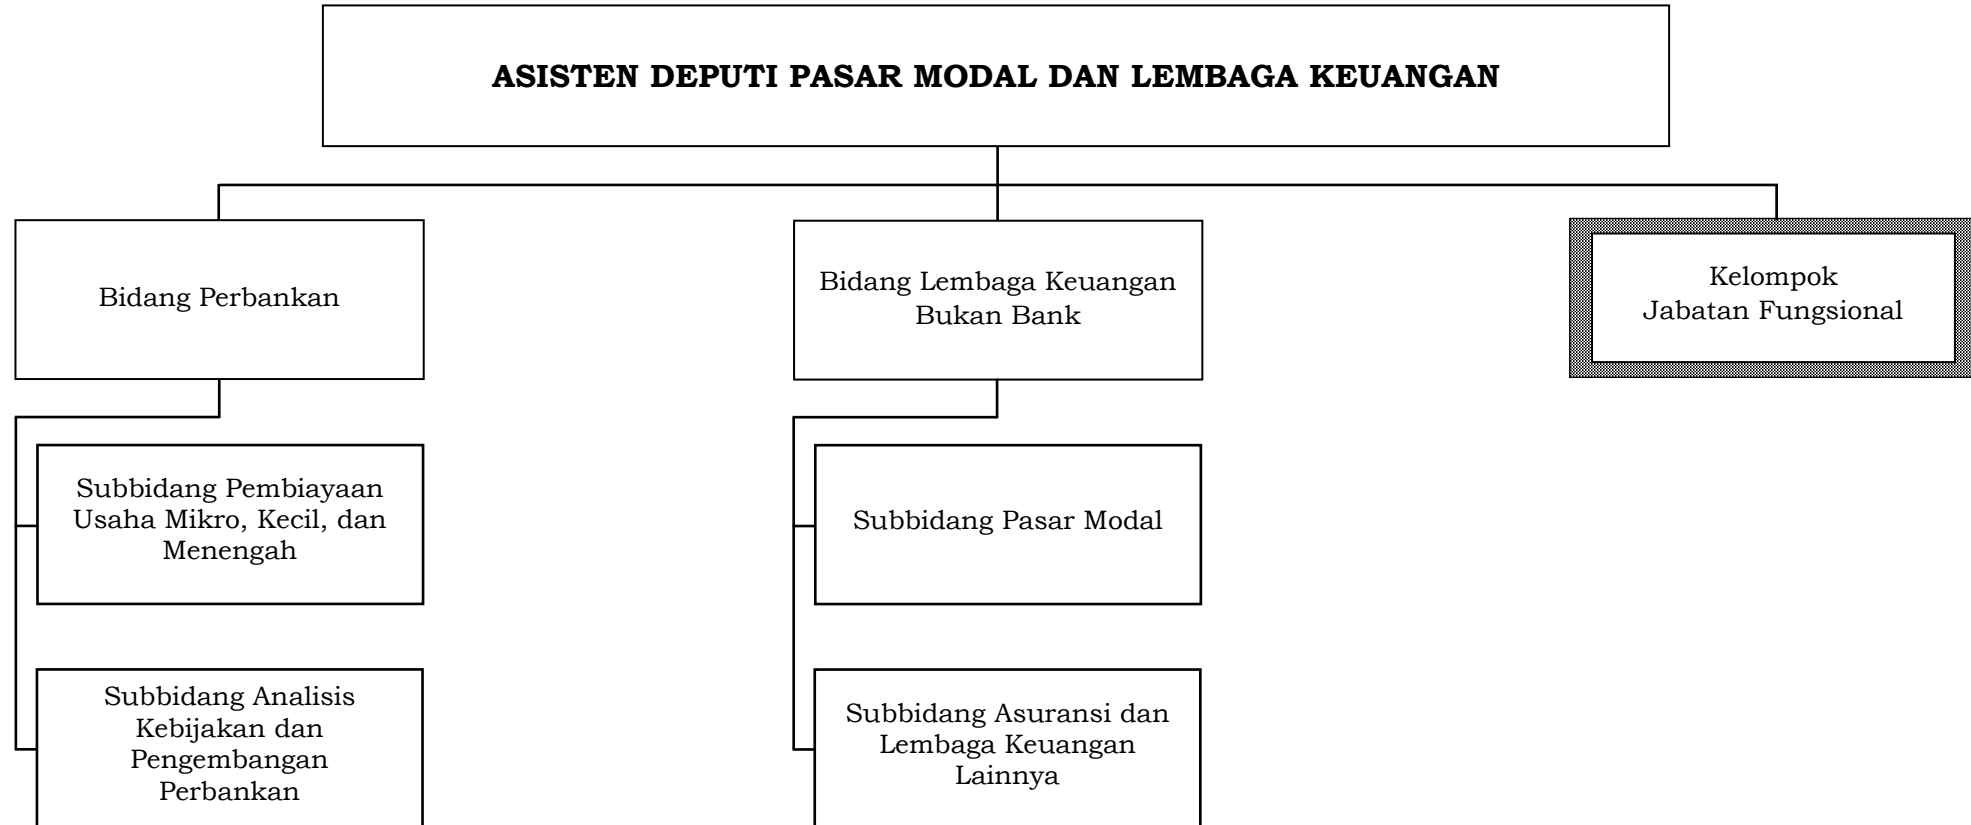 ASISTEN DEPUTI PASAR MODAL DAN LEMBAGA KEUANGAN
Bidang Perbankan
Bidang Lembaga Keuangan
Bukan Bank
Kelompok
Jabatan Fungsional
Subbidang Pembiayaan
Usaha Mikro, Kecil, dan
Menengah
Subbidang Pasar Modal
Subbidang Analisis
Kebijakan dan
Pengembangan
Perbankan
Subbidang Asuransi dan
Lembaga Keuangan
Lainnya